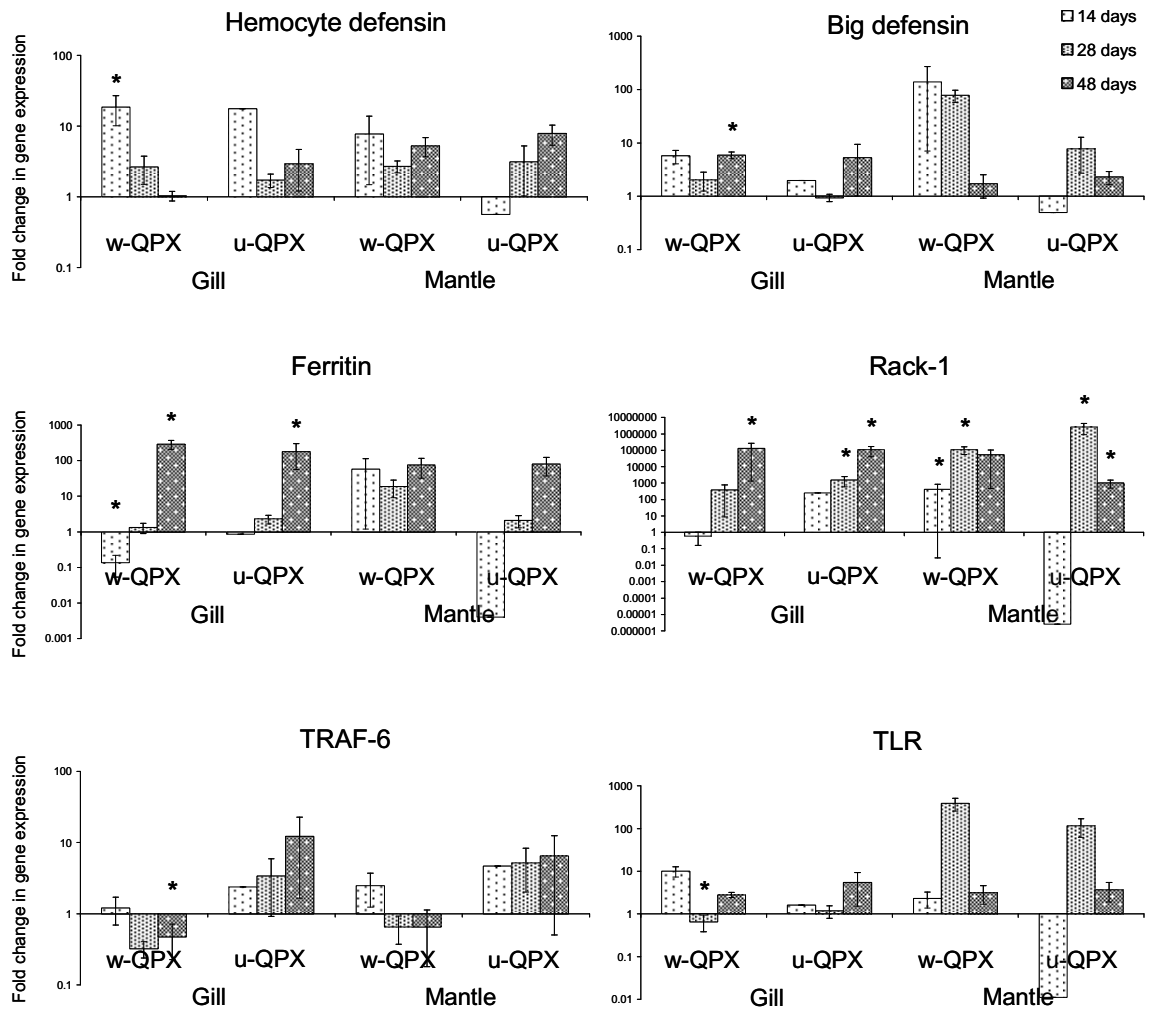 Hemocyte defensin
Fold change in gene expression
100
10
1
0.1
*
w-QPX u-QPX w-QPX u-QPX
Gill Mantle
Big defensin
14 days
28 days
48 days
1000
100
10
1
0.1
*
w-QPX u-QPX w-QPX u-QPX
Gill Mantle
Ferritin
Fold change in gene expression
1000
100
10
1
0.1
0.01
0.001
* * *
w-QPX u-QPX w-QPX u-QPX
Gill Mantle
Rack-1
10000000
1000000
100000
10000
1000
100
10
1
0.1
0.01
0.001
0.0001
0.00001
0.000001
* * * * * * *
w-QPX u-QPX w-QPX u-QPX
Gill Mantle
TRAF-6
Fold change in gene expression
100
10
1
0.1
*
w-QPX u-QPX w-QPX u-QPX
Gill Mantle
TLR
1000
100
10
1
0.1
0.01
*
w-QPX u-QPX w-QPX u-QPX
Gill Mantle